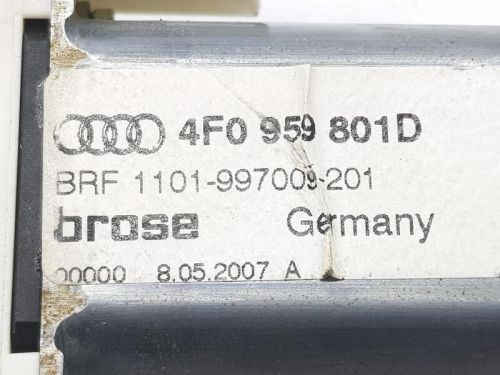 4F0 959 801D
BRF 1101-997009-201
brose Germany
00000 8.05.2007 A